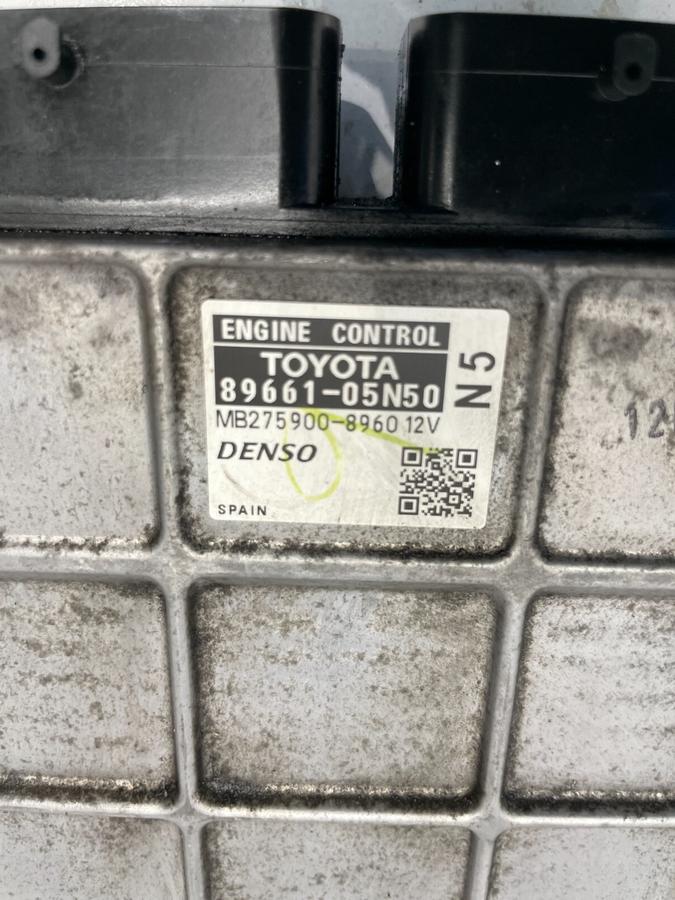 ENGINE CONTROL
TOYOTA
89661-05N50
N5
MB275900-8960 12V
DENSO
SPAIN